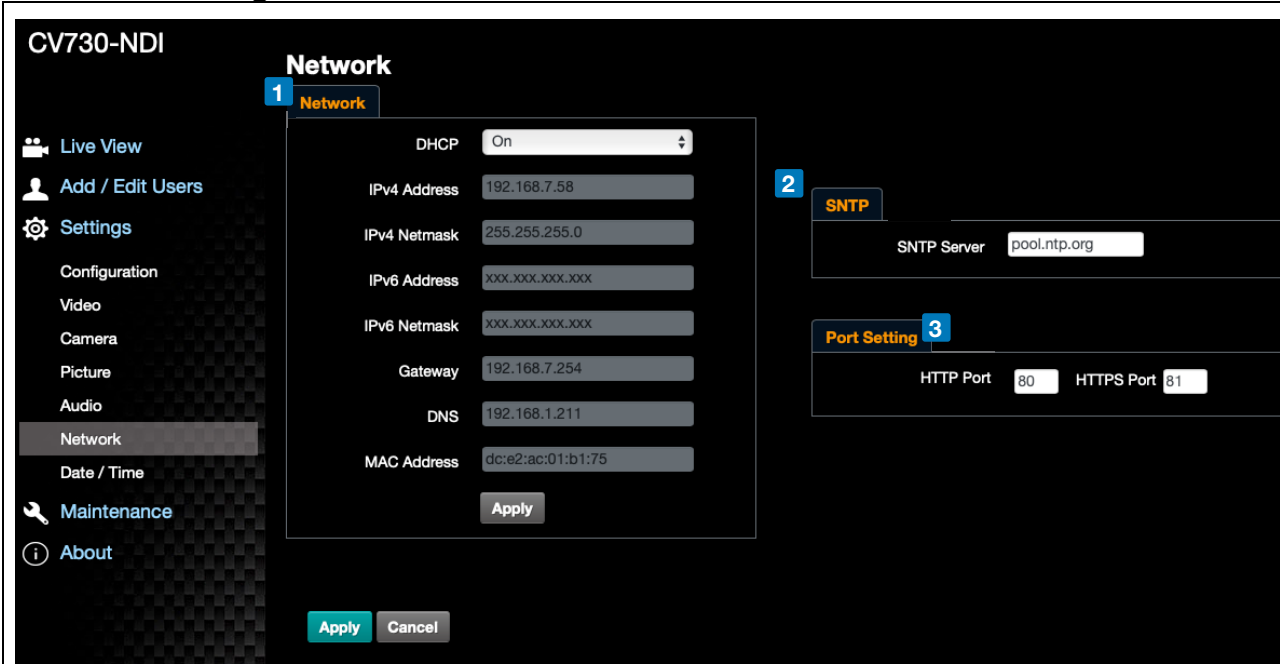 CV730-NDI
Live View
Add / Edit Users
Settings
Configuration
Video
Camera
Picture
Audio
Network
Date / Time
Maintenance
About
Network
1 Network
DHCP On
IPv4 Address 192.168.7.58
IPv4 Netmask 255.255.255.0
IPv6 Address xxx.xxx.xxx.xxx
IPv6 Netmask xxx.xxx.xxx.xxx
Gateway 192.168.7.254
DNS 192.168.1.211
MAC Address dc:e2:ac:01:b1:75
Apply
2 SNTP
SNTP Server pool.ntp.org
Port Setting 3
HTTP Port 80 HTTPS Port 81
Apply Cancel